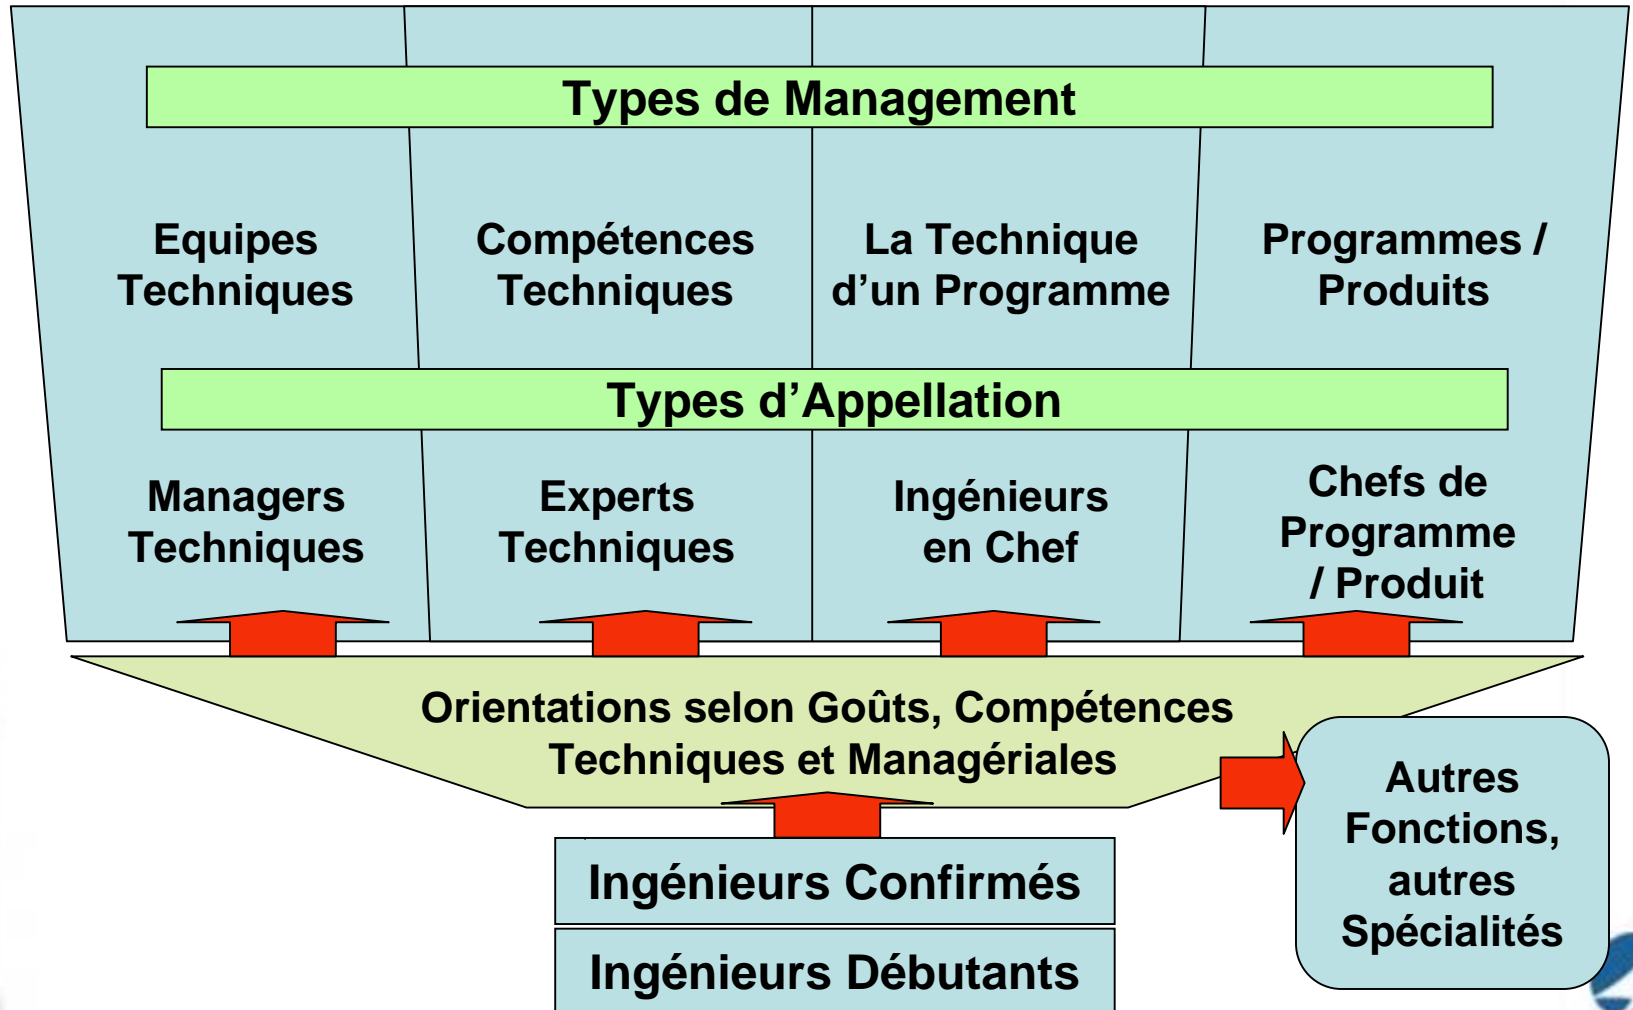 Types de Management
Equipes
Techniques
Compétences
Techniques
La Technique
d’un Programme
Programmes /
Produits
Types d’Appellation
Managers
Techniques
Experts
Techniques
Ingénieurs
en Chef
Chefs de
Programme
/ Produit
Orientations selon Goûts, Compétences
Techniques et Managériales
Autres
Fonctions,
autres
Spécialités
Ingénieurs Confirmés
Ingénieurs Débutants